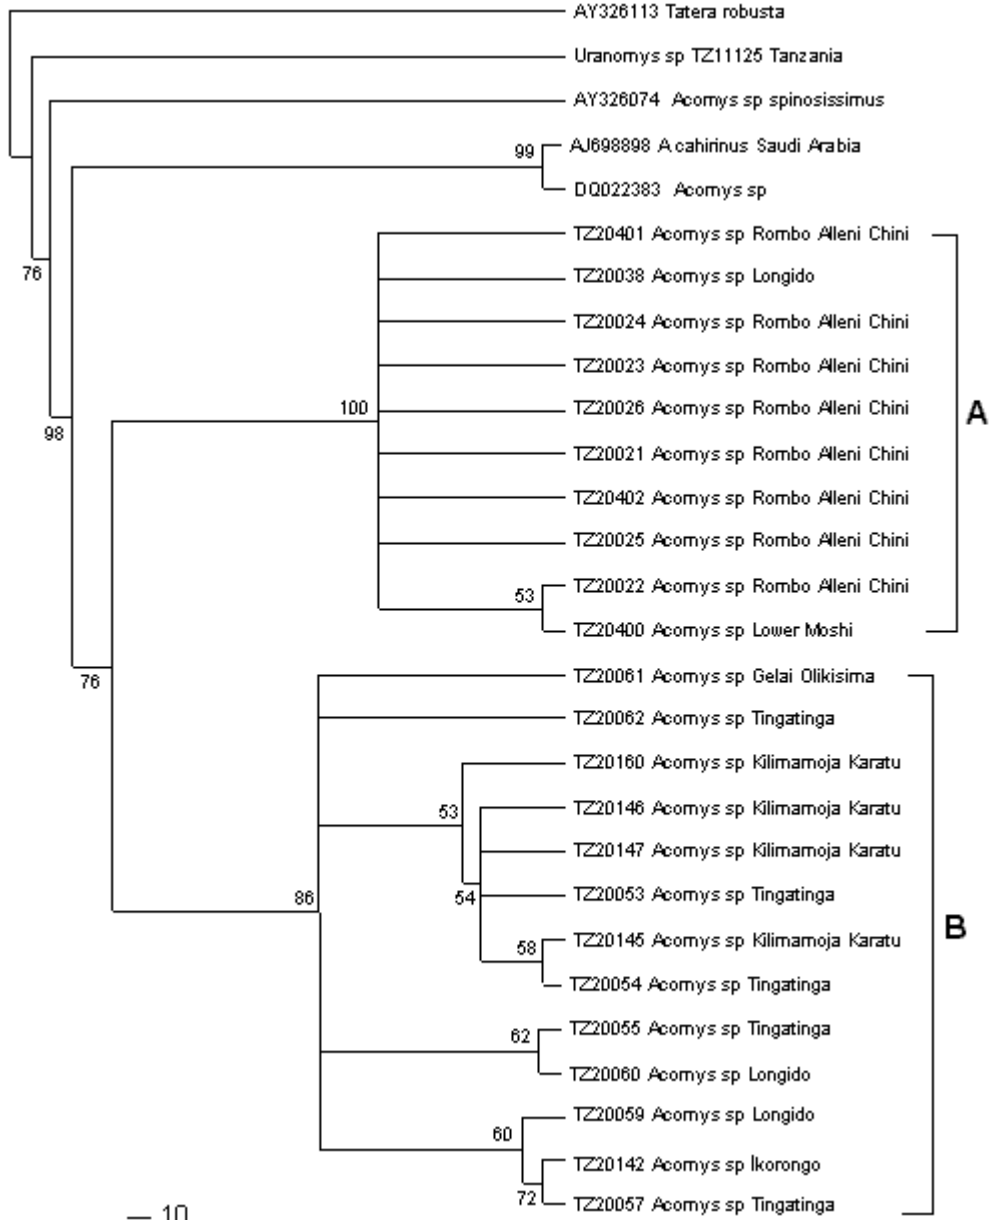 AY326113 Tatera robusta
Uranomys sp TZ11125 Tanzania
AY326074 Acomys sp spinosissimus
99
AJ698898 A cahirinus Saudi Arabia
DQ022383 Acomys sp
TZ20401 Acomys sp Rombo Alleni Chini
76
TZ20038 Acomys sp Longido
TZ20024 Acomys sp Rombo Alleni Chini
TZ20023 Acomys sp Rombo Alleni Chini
100
TZ20026 Acomys sp Rombo Alleni Chini
A
98
TZ20021 Acomys sp Rombo Alleni Chini
TZ20402 Acomys sp Rombo Alleni Chini
TZ20025 Acomys sp Rombo Alleni Chini
53
TZ20022 Acomys sp Rombo Alleni Chini
TZ20400 Acomys sp Lower Moshi
76
TZ20061 Acomys sp Gelai Olikisima
TZ20062 Acomys sp Tingatinga
TZ20160 Acomys sp Kilimamoja Karatu
53
TZ20146 Acomys sp Kilimamoja Karatu
TZ20147 Acomys sp Kilimamoja Karatu
86
54
TZ20053 Acomys sp Tingatinga
B
58
TZ20145 Acomys sp Kilimamoja Karatu
TZ20054 Acomys sp Tingatinga
62
TZ20055 Acomys sp Tingatinga
TZ20060 Acomys sp Longido
TZ20059 Acomys sp Longido
60
TZ20142 Acomys sp Ikorongo
72
TZ20057 Acomys sp Tingatinga
10